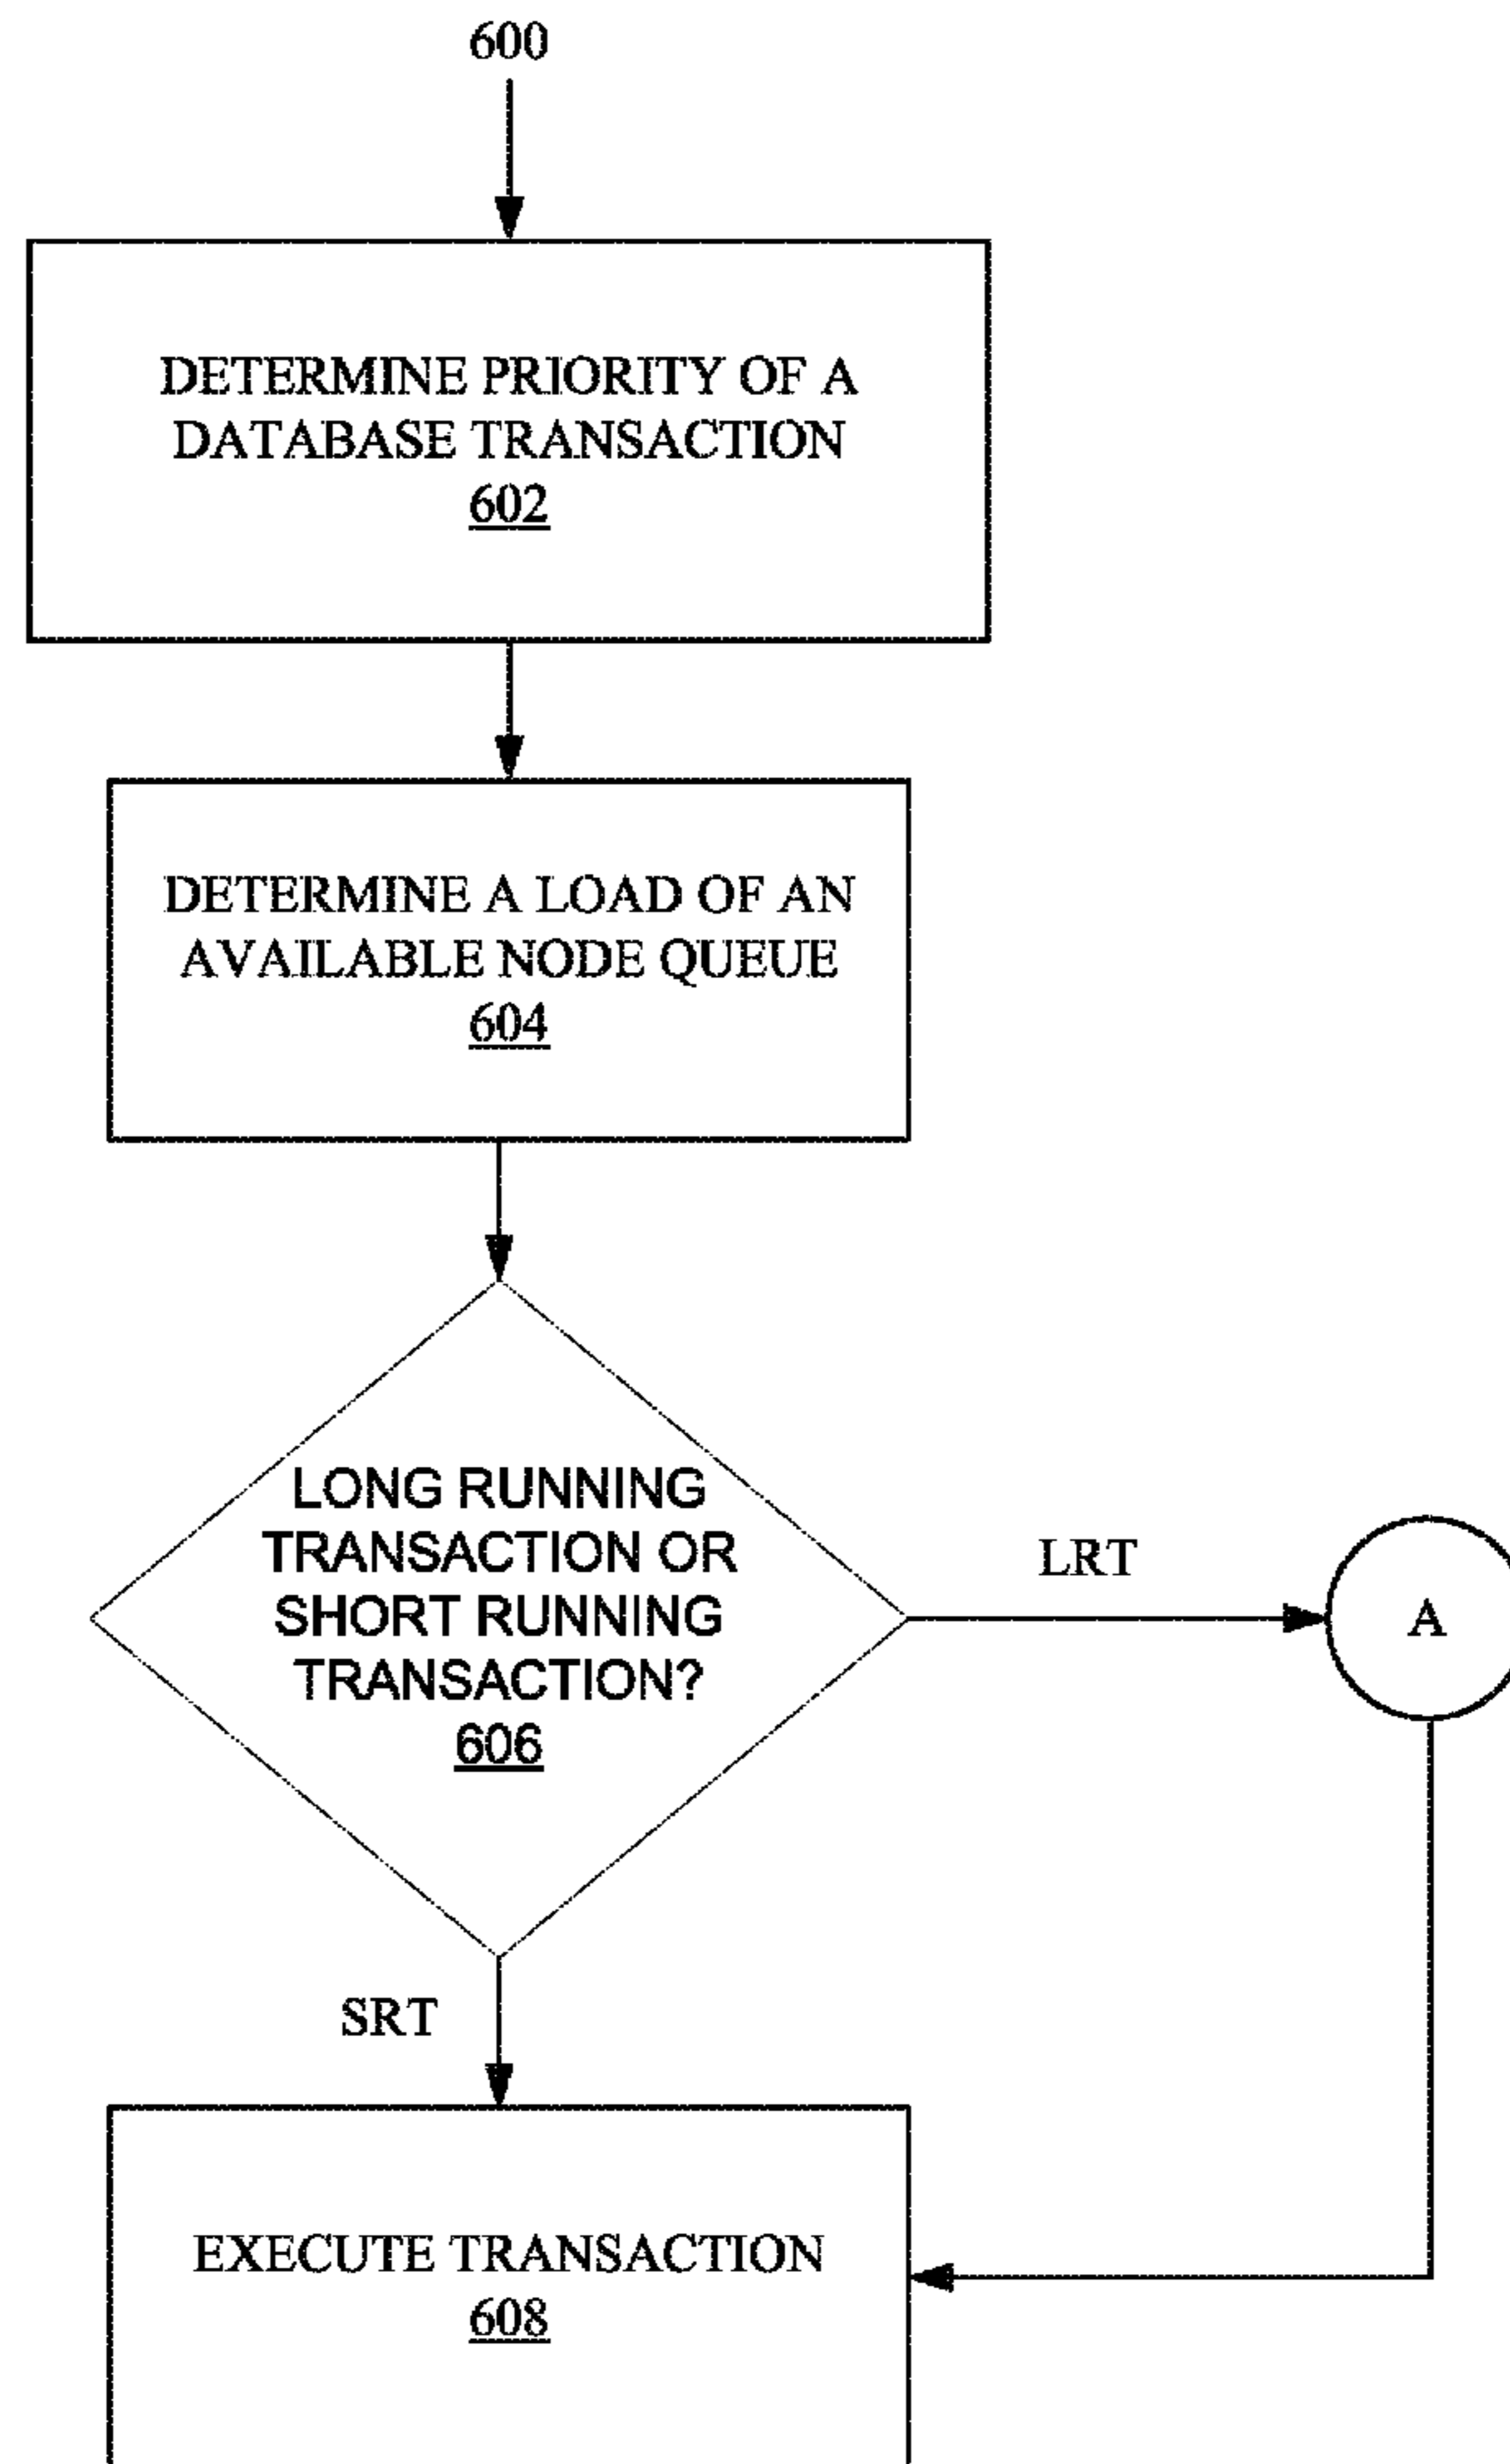 600
DETERMINE PRIORITY OF A
DATABASE TRANSACTION
602
DETERMINE A LOAD OF AN
AVAILABLE NODE QUEUE
604
LONG RUNNING
TRANSACTION OR
SHORT RUNNING
TRANSACTION?
606
LRT
A
SRT
EXECUTE TRANSACTION
608